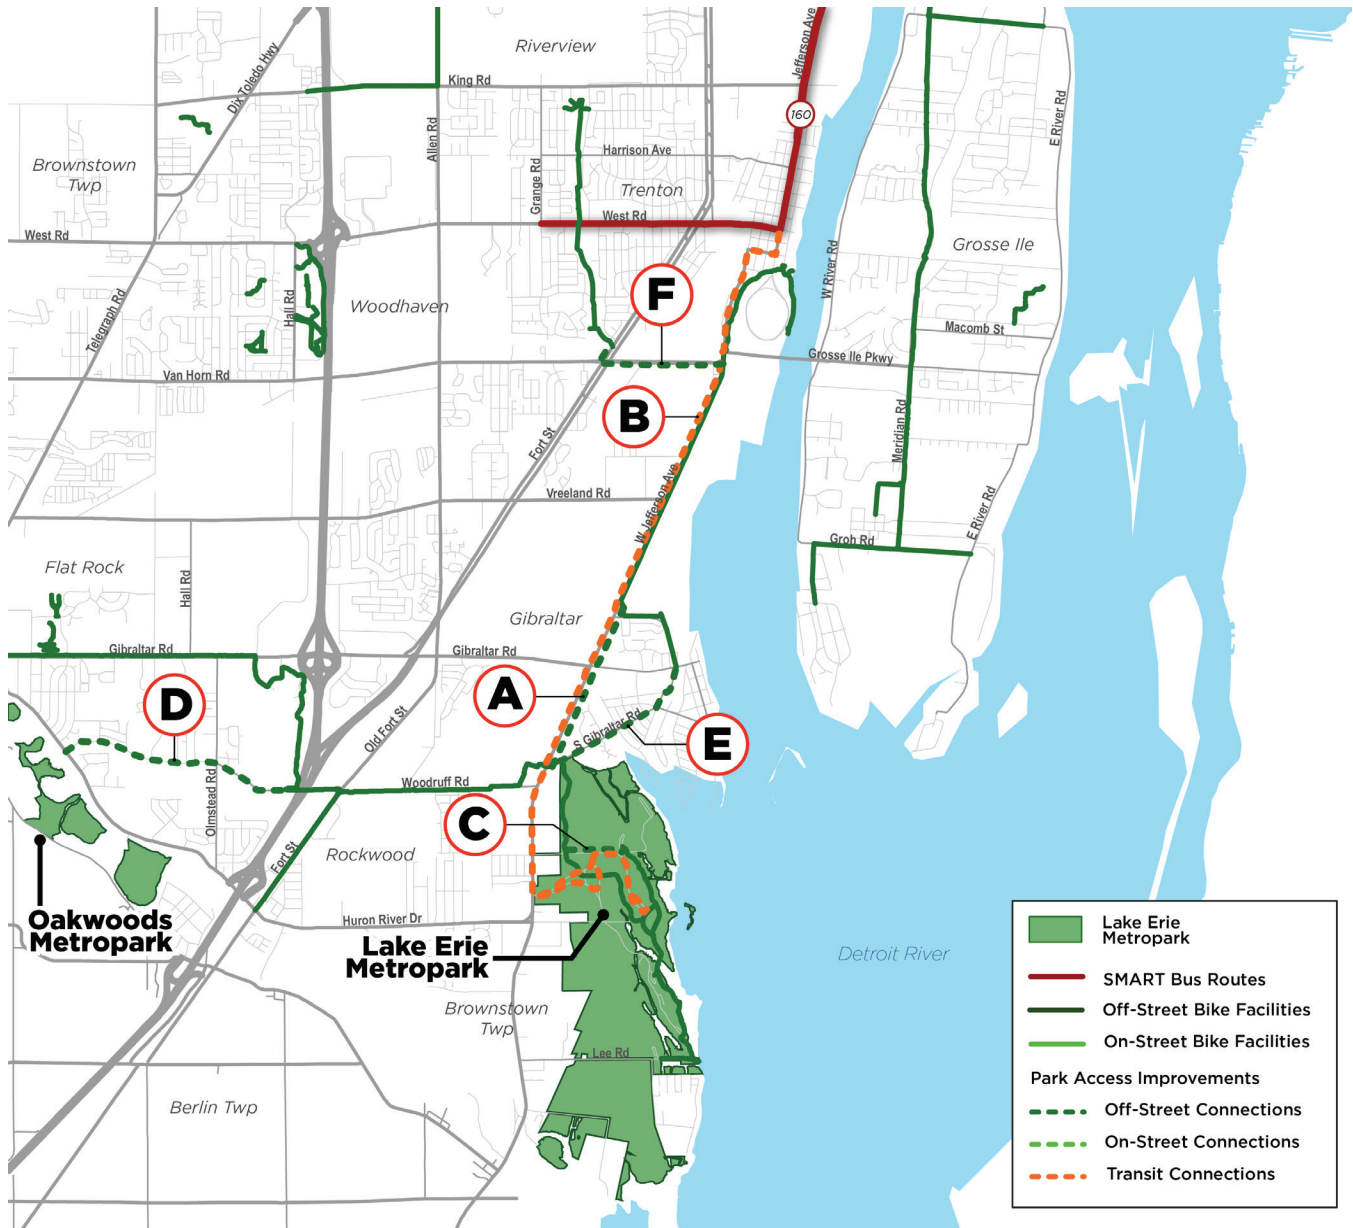 Riverview
Jefferson Ave
Dix Toledo Hwy
King Rd
160
E River Rd
Allen Rd
Harrison Ave
Brownstown
Twp
Grange Rd
Trenton
West Rd
West Rd
Grosse Ile
W River Rd
F
Woodhaven
Hall Rd
Telegraph Rd
Macomb St
Grosse Ile Pkwy
Van Horn Rd
B
Meridian Rd
Fort St
Vreeland Rd
W Jefferson Ave
E River Rd
Groh Rd
Flat Rock
Hall Rd
Gibraltar
Gibraltar Rd
Gibraltar Rd
A
D
Old Fort St
S Gibraltar Rd
E
Olmstead Rd
Woodruff Rd
C
Fort St
Rockwood
Oakwoods
Metropark
Huron River Dr
Lake Erie
Metropark
Detroit River
Brownstown
Twp
Lee Rd
Berlin Twp
Lake Erie
Metropark
SMART Bus Routes
Off-Street Bike Facilities
On-Street Bike Facilities
Park Access Improvements
Off-Street Connections
On-Street Connections
Transit Connections